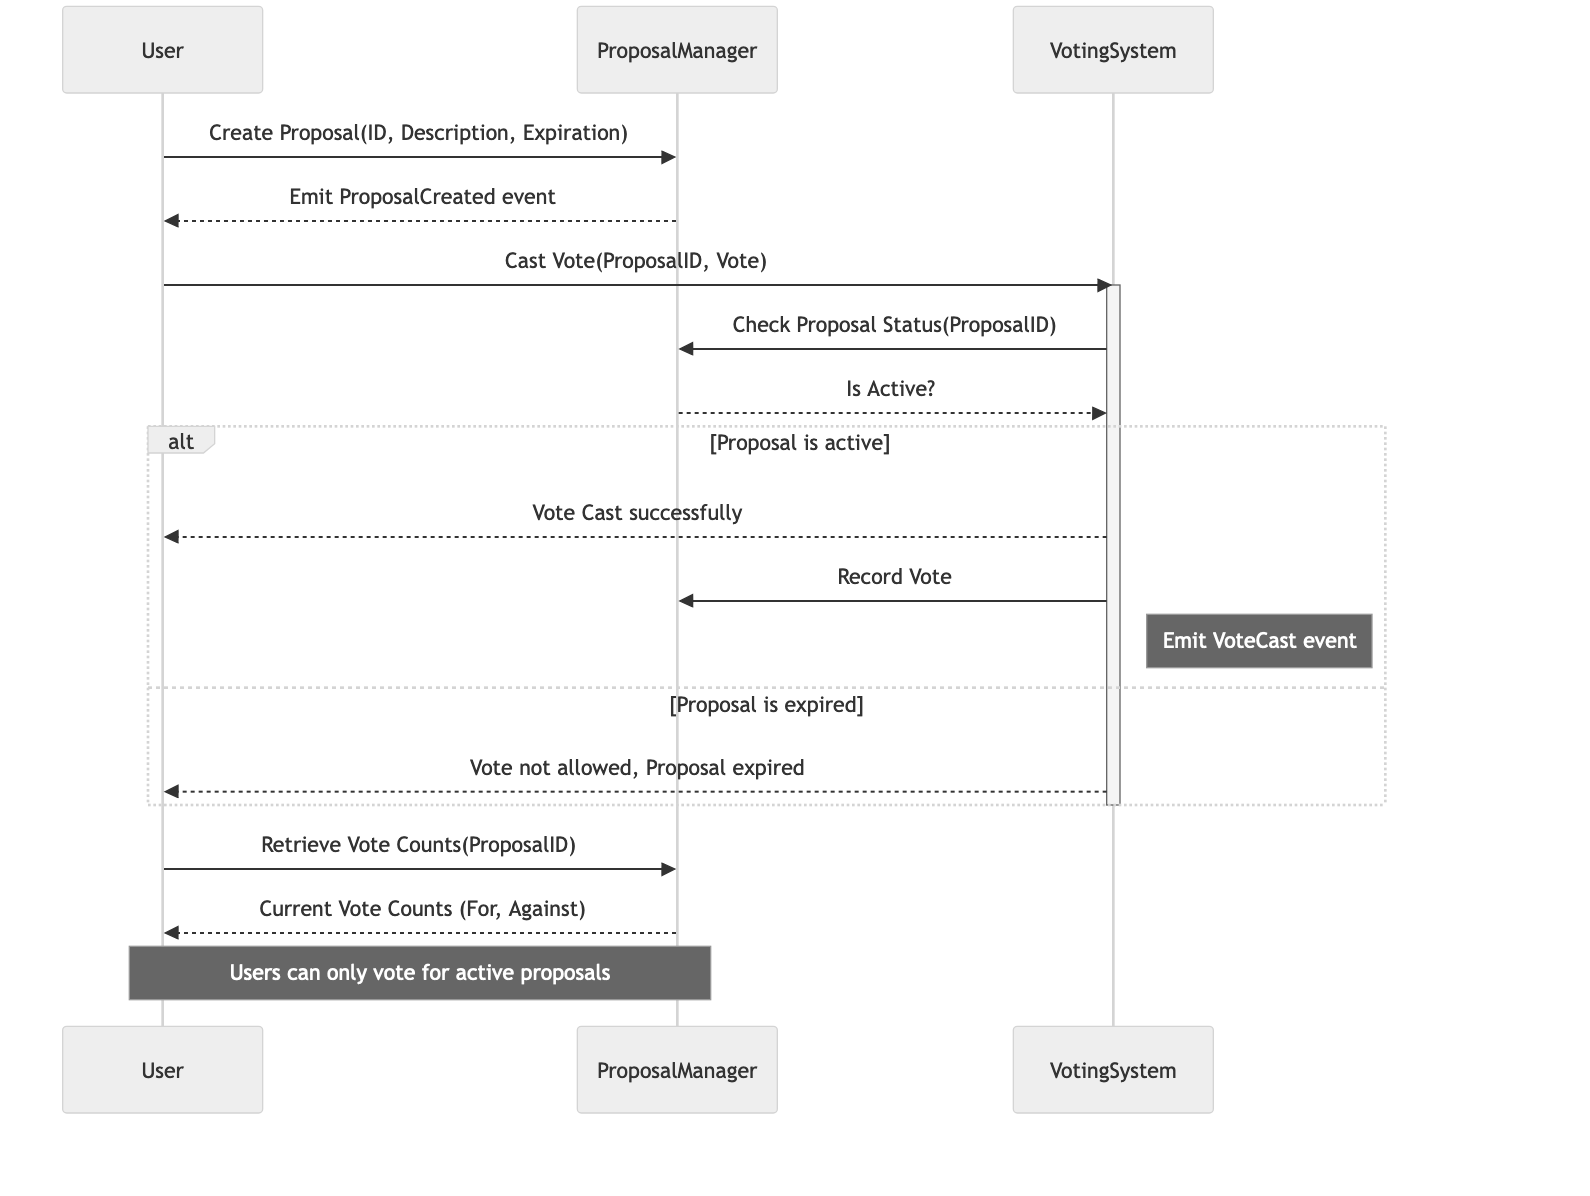 User
ProposalManager
VotingSystem
Create Proposal(ID, Description, Expiration)
Emit ProposalCreated event
Cast Vote(ProposalID, Vote)
Check Proposal Status(ProposalID)
Is Active?
alt
[Proposal is active]
Vote Cast successfully
Record Vote
Emit VoteCast event
[Proposal is expired]
Vote not allowed, Proposal expired
Retrieve Vote Counts(ProposalID)
Current Vote Counts (For, Against)
Users can only vote for active proposals
User
ProposalManager
VotingSystem